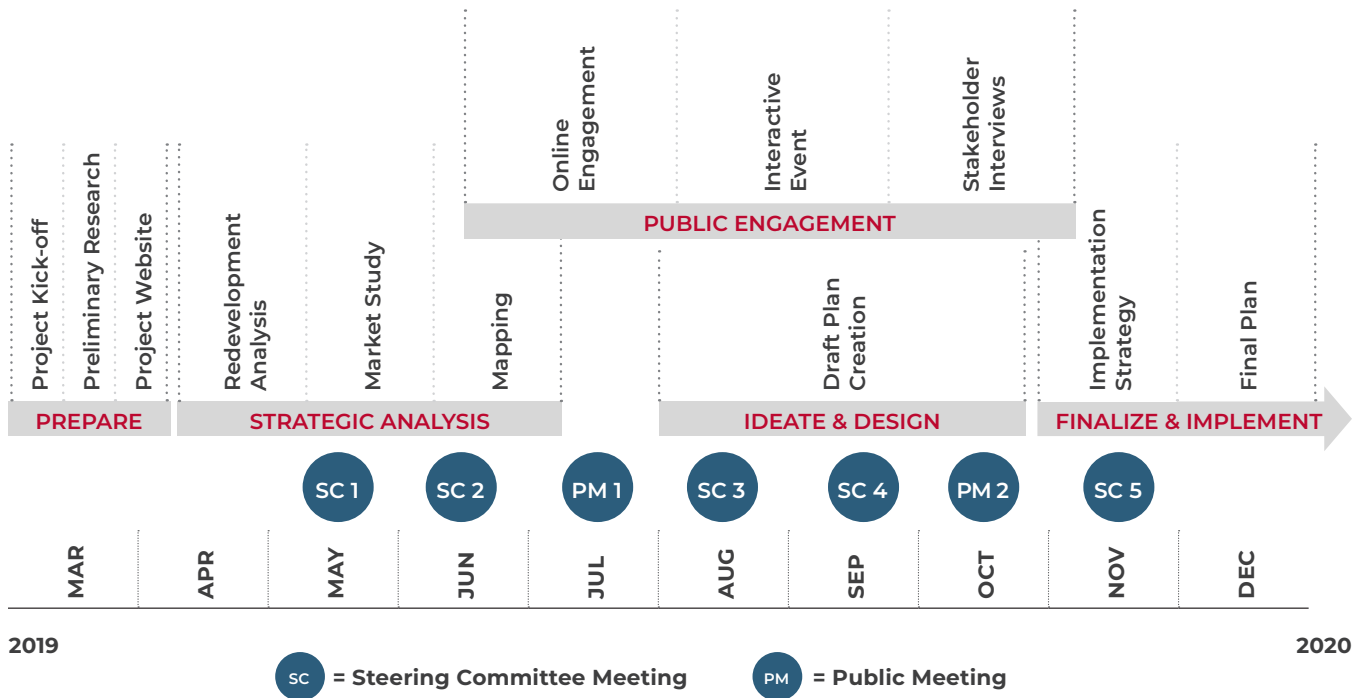 Online
Engagement
Interactive
Event
Stakeholder
Interviews
PUBLIC ENGAGEMENT
Project Kick-off
Preliminary Research
Project Website
Redevelopment
Analysis
Market Study
Mapping
Draft Plan
Creation
Implementation
Strategy
Final Plan
PREPARE
STRATEGIC ANALYSIS
IDEATE & DESIGN
FINALIZE & IMPLEMENT
SC 1
SC 2
PM 1
SC 3
SC 4
PM 2
SC 5
MAR
APR
MAY
JUN
JUL
AUG
SEP
OCT
NOV
DEC
2019
2020
SC = Steering Committee Meeting
PM = Public Meeting